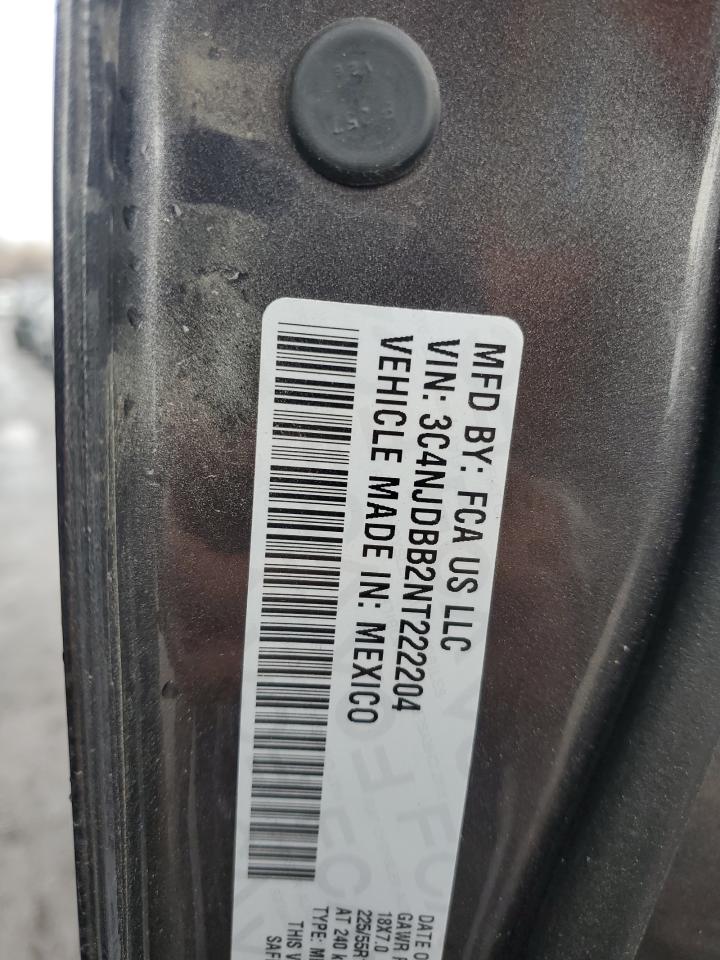 MFD BY: FCA US LLC
VIN: 3C4NJDBB2NT222204
VEHICLE MADE IN: MEXICO
DATE O
GAWR
18X7.0
225/55R
AT 240 k
TYPE:
THIS V
SAF